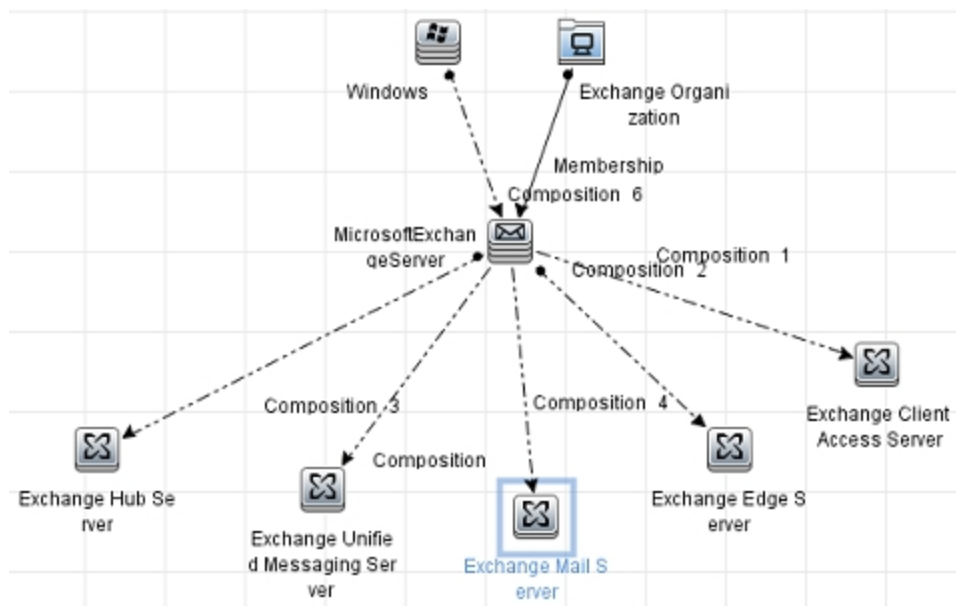 Windows
Exchange Organi
zation
Membership
Composition 6
MicrosoftExchan
geServer
Composition 1
Composition 2
Exchange Client
Access Server
Composition 3
Composition 4
Composition
Exchange Hub Se
rver
Exchange Edge S
erver
Exchange Unifie
d Messaging Ser
ver
Exchange Mail S
erver